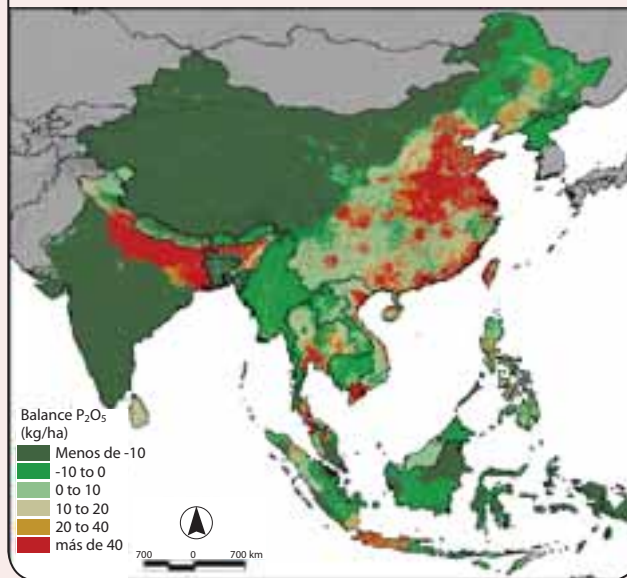 Balance P₂O₅
(kg/ha)
Menos de -10
-10 to 0
0 to 10
10 to 20
20 to 40
más de 40
700 0 700 km